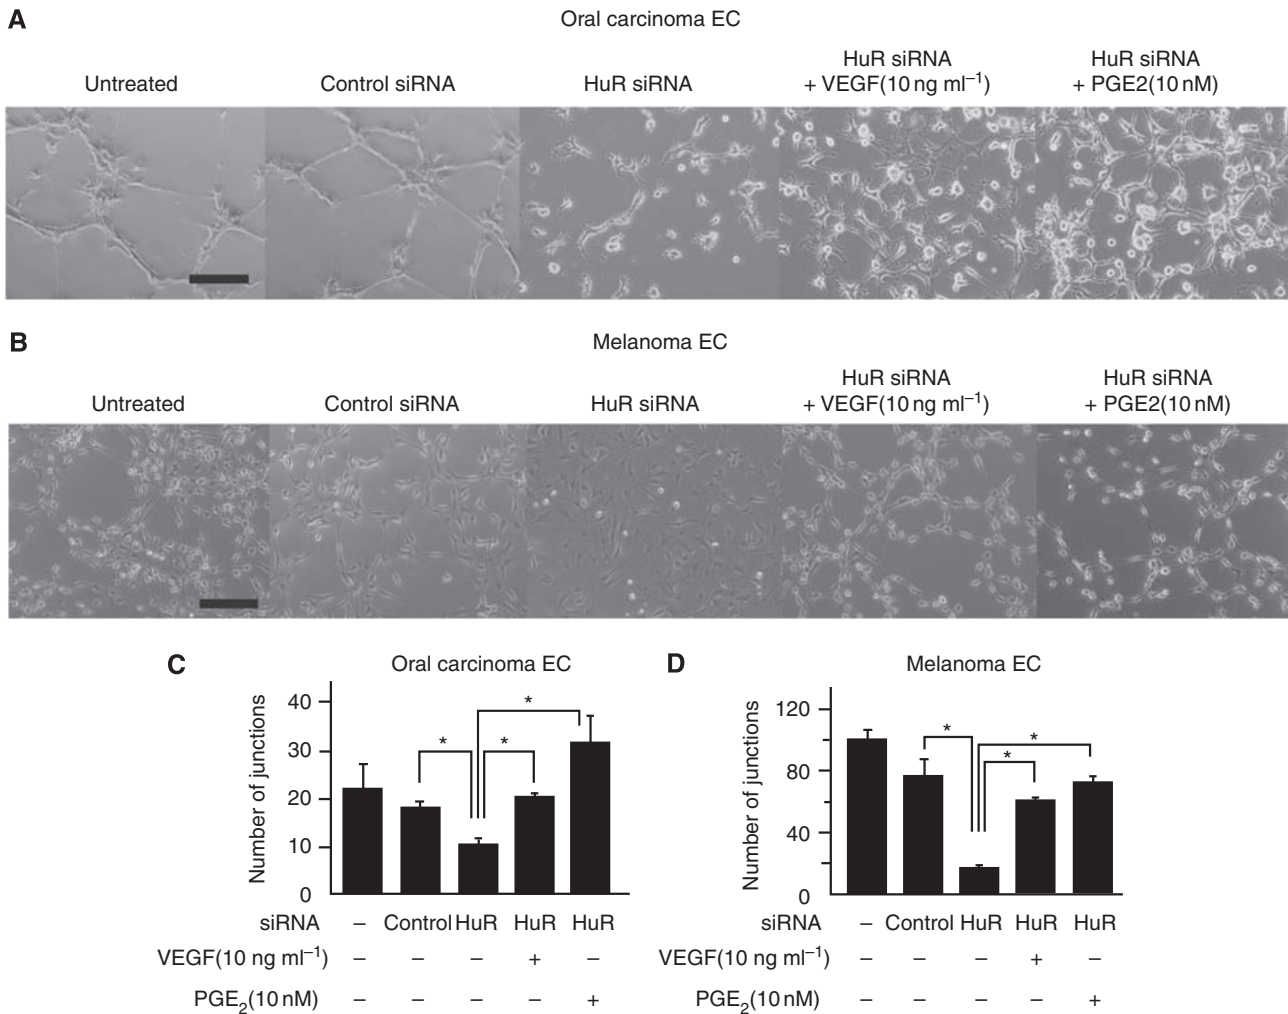 A
Oral carcinoma EC
Untreated
Control siRNA
HuR siRNA
HuR siRNA
+ VEGF(10 ng ml⁻¹)
HuR siRNA
+ PGE2(10 nM)
B
Melanoma EC
Untreated
Control siRNA
HuR siRNA
HuR siRNA
+ VEGF(10 ng ml⁻¹)
HuR siRNA
+ PGE2(10 nM)
C
Oral carcinoma EC
Number of junctions
40
30
20
10
0
* * *
siRNA – Control HuR HuR HuR
VEGF(10 ng ml⁻¹) – – – + –
PGE₂(10 nM) – – – – +
D
Melanoma EC
Number of junctions
120
80
40
0
* * *
siRNA – Control HuR HuR HuR
VEGF(10 ng ml⁻¹) – – – + –
PGE₂(10 nM) – – – – +